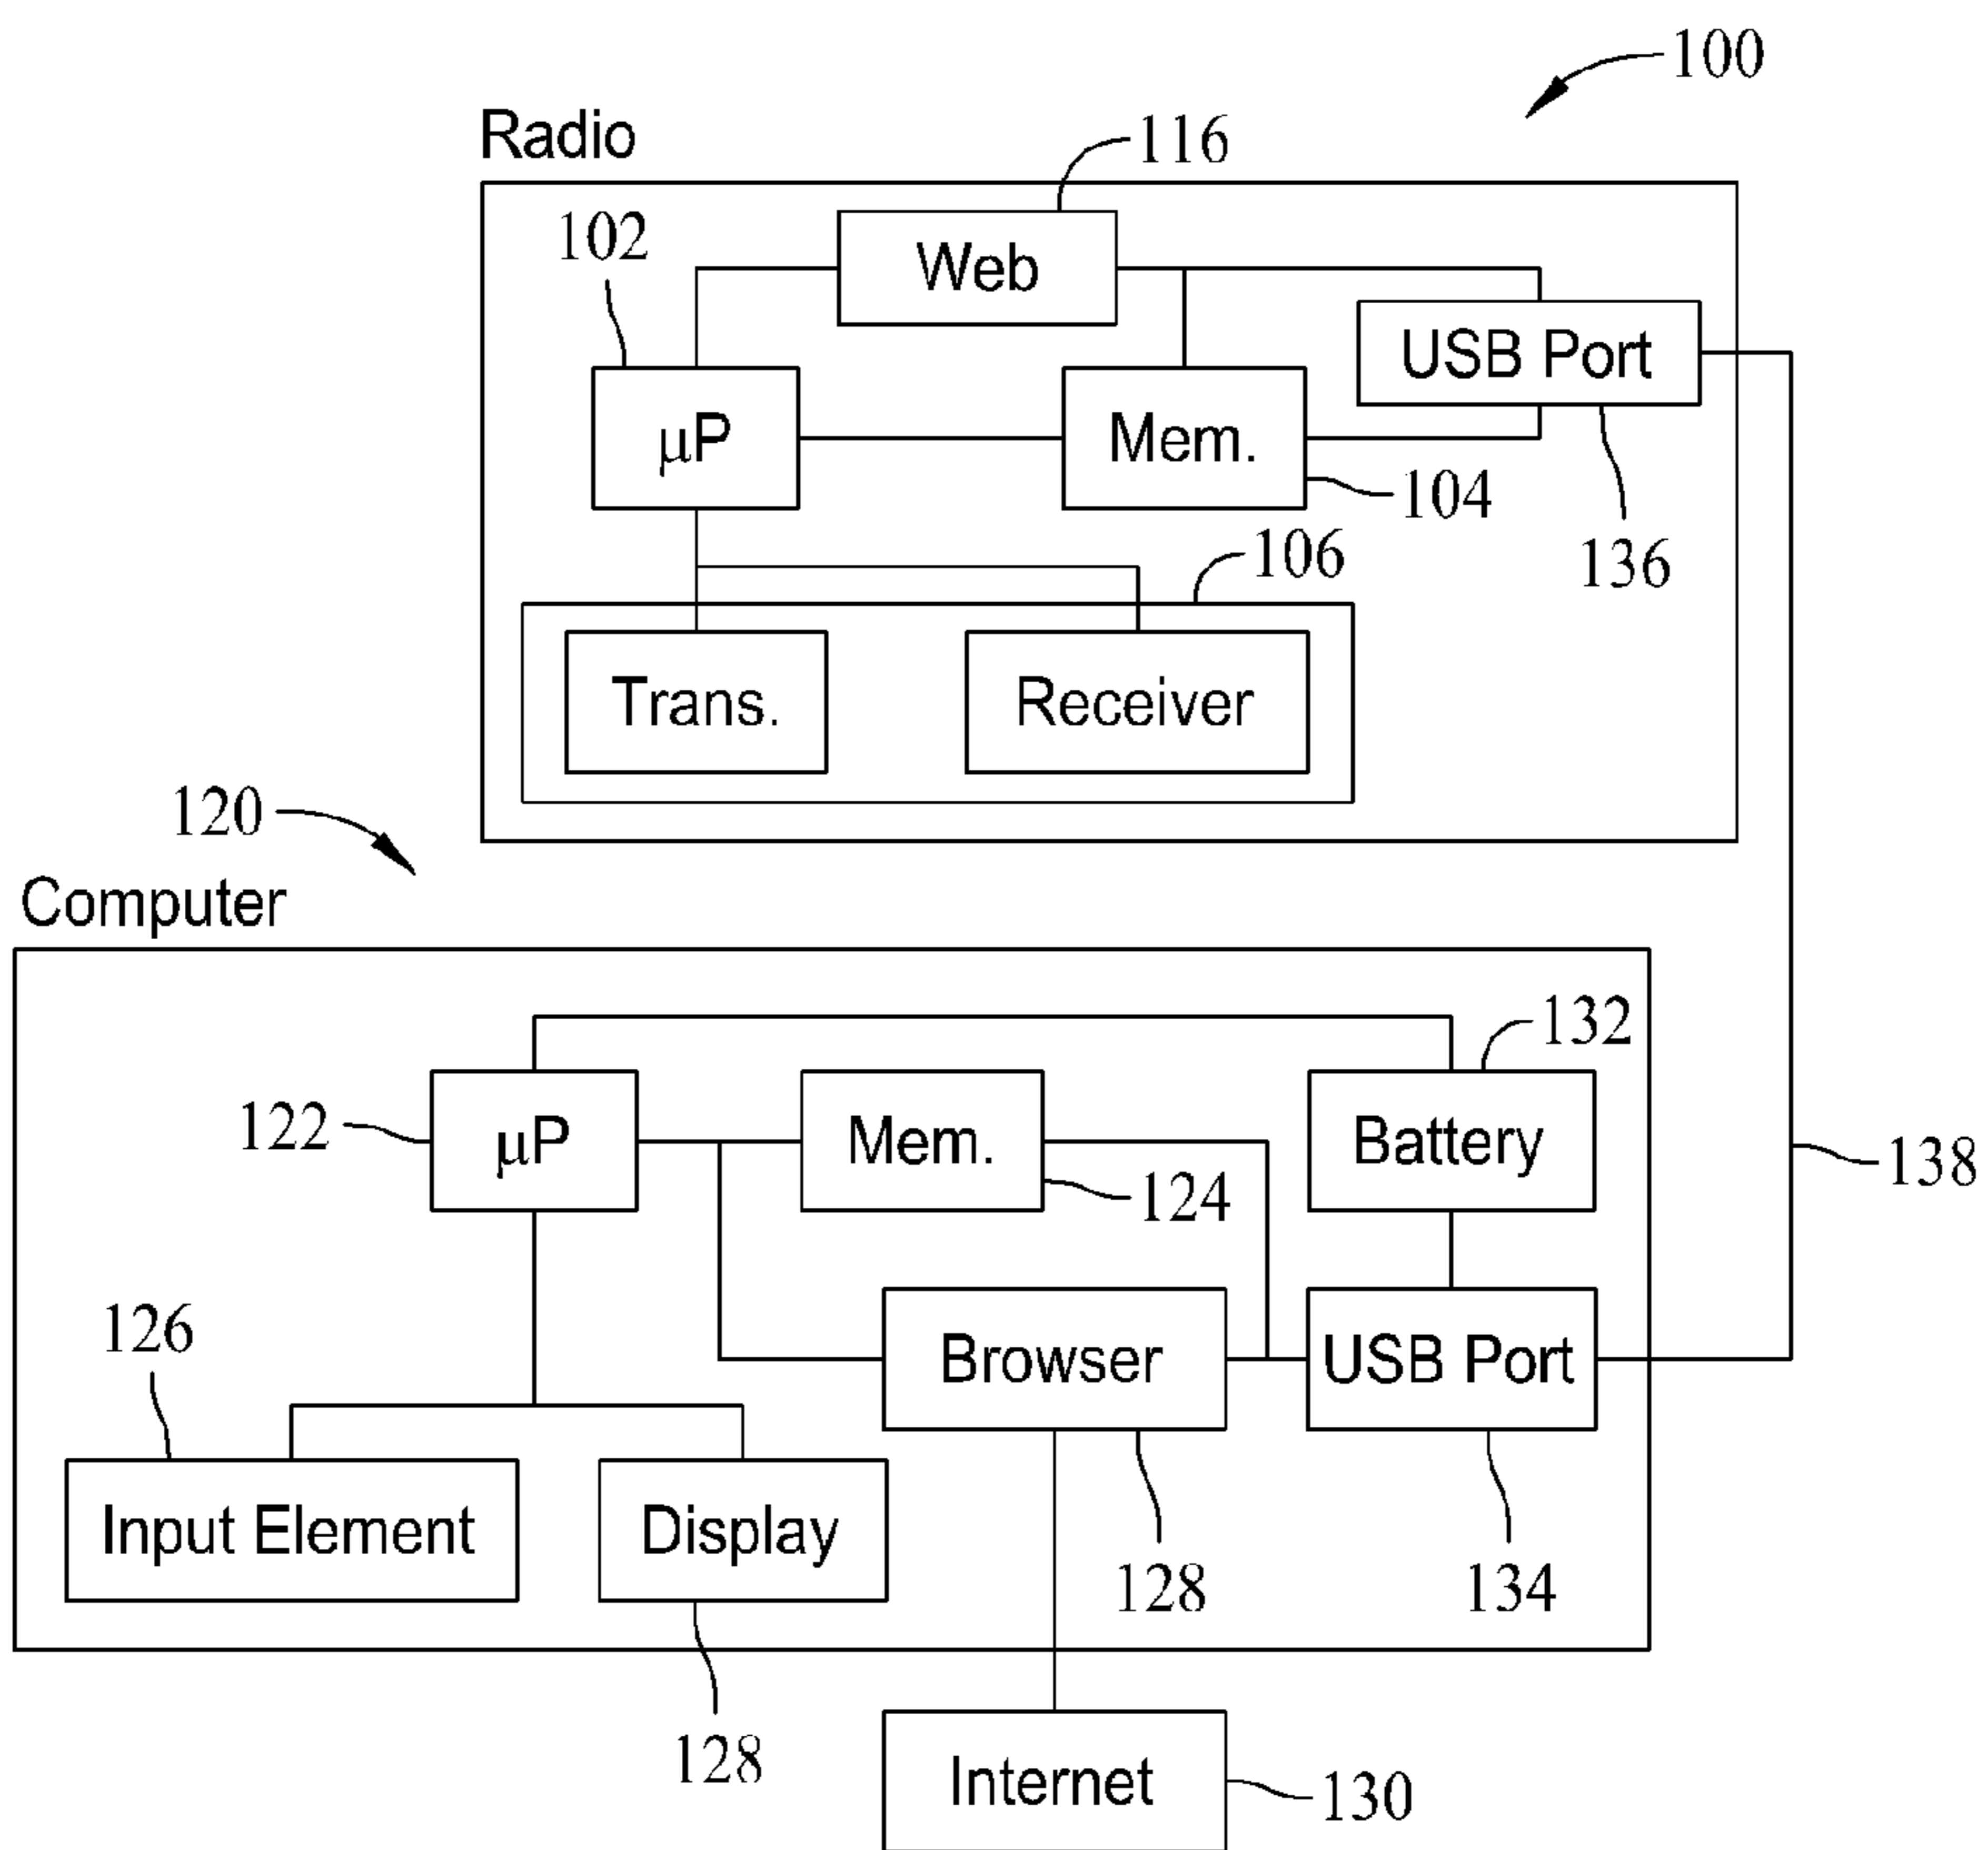 100
Radio
116
102
Web
USB Port
μP
Mem.
104
136
106
Trans.
Receiver
120
Computer
132
122
μP
Mem.
Battery
124
138
126
Browser
USB Port
Input Element
Display
128
134
128
Internet
130